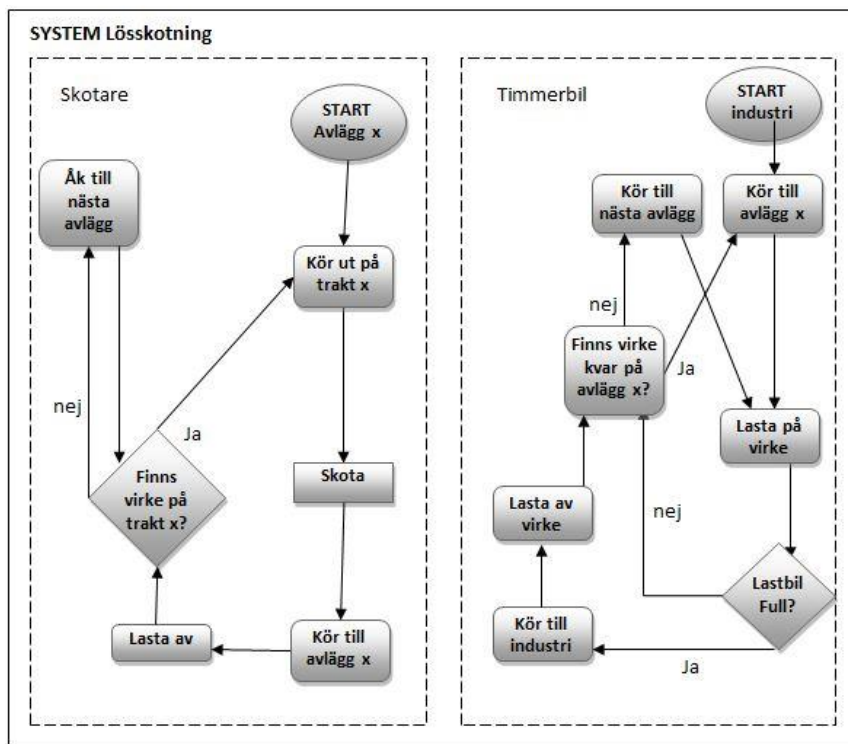 SYSTEM Lösskotning
Skotare
START
Avlägg x
Åk till
nästa
avlägg
Kör ut på
trakt x
nej
Ja
Finns
virke på
trakt x?
Skota
Lasta av
Kör till
avlägg x
Timmerbil
START
industri
Kör till
nästa avlägg
Kör till
avlägg x
nej
Finns virke
kvar på
avlägg x?
Ja
Lasta på
virke
Lasta av
virke
nej
Lastbil
Full?
Kör till
industri
Ja